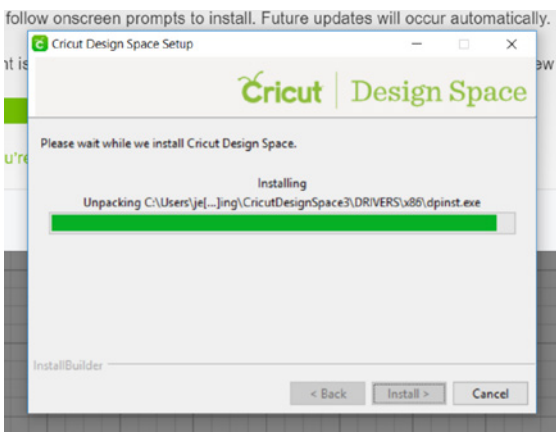 follow onscreen prompts to install. Future updates will occur automatically.
Cricut Design Space Setup
Cricut Design Space
Please wait while we install Cricut Design Space.
Installing
Unpacking C:\Users\je[...]ing\CricutDesignSpace3\DRIVERS\x86\dpinst.exe
InstallBuilder
< Back Install > Cancel